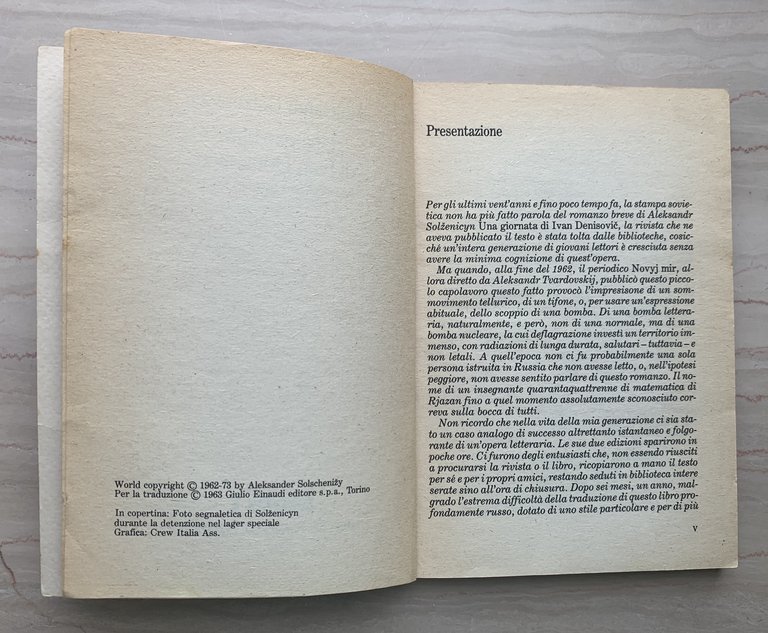 World copyright © 1962-73 by Aleksander Solschenižy
Per la traduzione © 1963 Giulio Einaudi editore s.p.a., Torino
In copertina: Foto segnaletica di Solženicyn
durante la detenzione nel lager speciale
Grafica: Crew Italia Ass.
Presentazione
Per gli ultimi vent'anni e fino poco tempo fa, la stampa sovie-
tica non ha più fatto parola del romanzo breve di Aleksandr
Solženicyn Una giornata di Ivan Denisovič, la rivista che ne
aveva pubblicato il testo è stata tolta dalle biblioteche, cosic-
ché un'intera generazione di giovani lettori è cresciuta senza
avere la minima cognizione di quest'opera.
Ma quando, alla fine del 1962, il periodico Novyj mir, al-
lora diretto da Aleksandr Tvardovskij, pubblicò questo picco-
lo capolavoro questo fatto provocò l'impresisone di un som-
movimento tellurico, di un tifone, o, per usare un'espressione
abituale, dello scoppio di una bomba. Di una bomba lettera-
ria, naturalmente, e però, non di una normale, ma di una
bomba nucleare, la cui deflagrazione investì un territorio im-
menso, con radiazioni di lunga durata, salutari – tuttavia – e
non letali. A quell'epoca non ci fu probabilmente una sola
persona istruita in Russia che non avesse letto, o, nell'ipotesi
peggiore, non avesse sentito parlare di questo romanzo. Il no-
me di un insegnante quarantaquattrenne di matematica di
Rjazan fino a quel momento assolutamente sconosciuto cor-
reva sulla bocca di tutti.
Non ricordo che nella vita della mia generazione ci sia sta-
to un caso analogo di successo altrettanto istantaneo e folgo-
rante di un'opera letteraria. Le sue due edizioni sparirono in
poche ore. Ci furono degli entusiasti che, non essendo riusciti
a procurarsi la rivista o il libro, ricopiarono a mano il testo
per sé e per i propri amici, restando seduti in biblioteca intere
serate sino all'ora di chiusura. Dopo sei mesi, un anno, mal-
grado l'estrema difficoltà della traduzione di questo libro pro-
fondamente russo, dotato di uno stile particolare e per di più
V